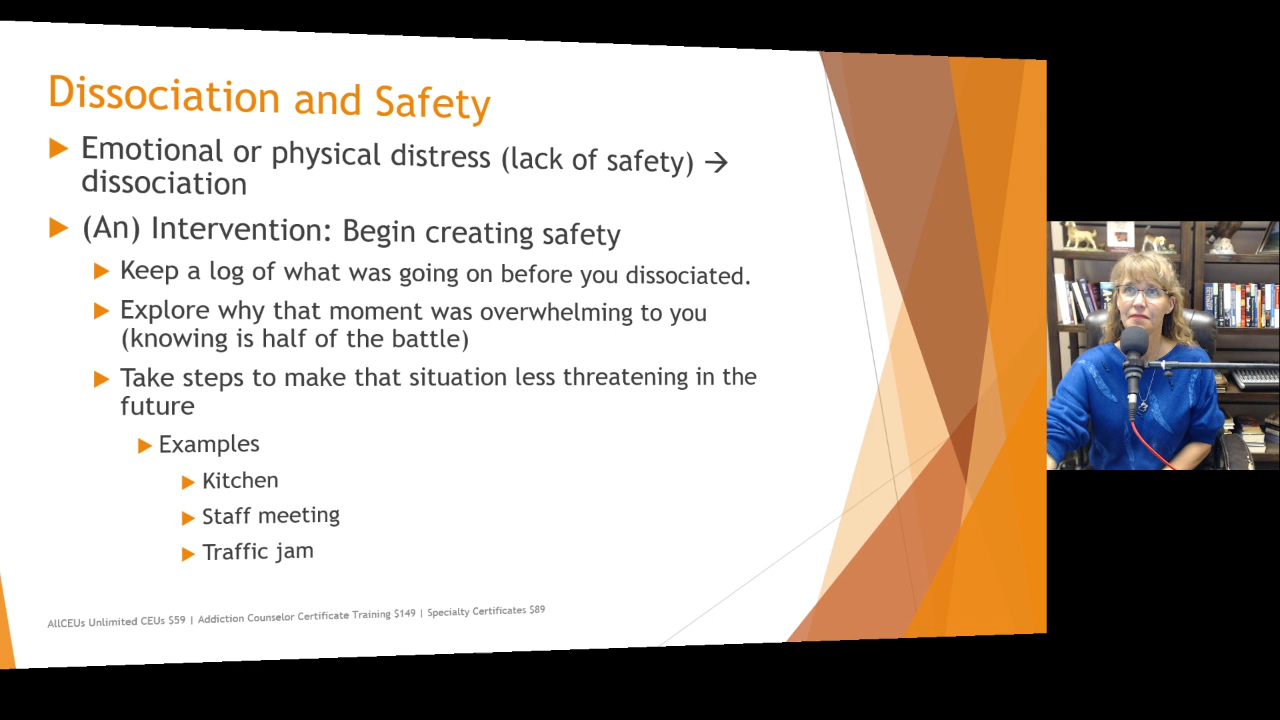 Dissociation and Safety
Emotional or physical distress (lack of safety) →
dissociation
(An) Intervention: Begin creating safety
Keep a log of what was going on before you dissociated.
Explore why that moment was overwhelming to you
(knowing is half of the battle)
Take steps to make that situation less threatening in the
future
Examples
Kitchen
Staff meeting
Traffic jam
AllCEUs Unlimited CEUs $59 | Addiction Counselor Certificate Training $149 | Specialty Certificates $89